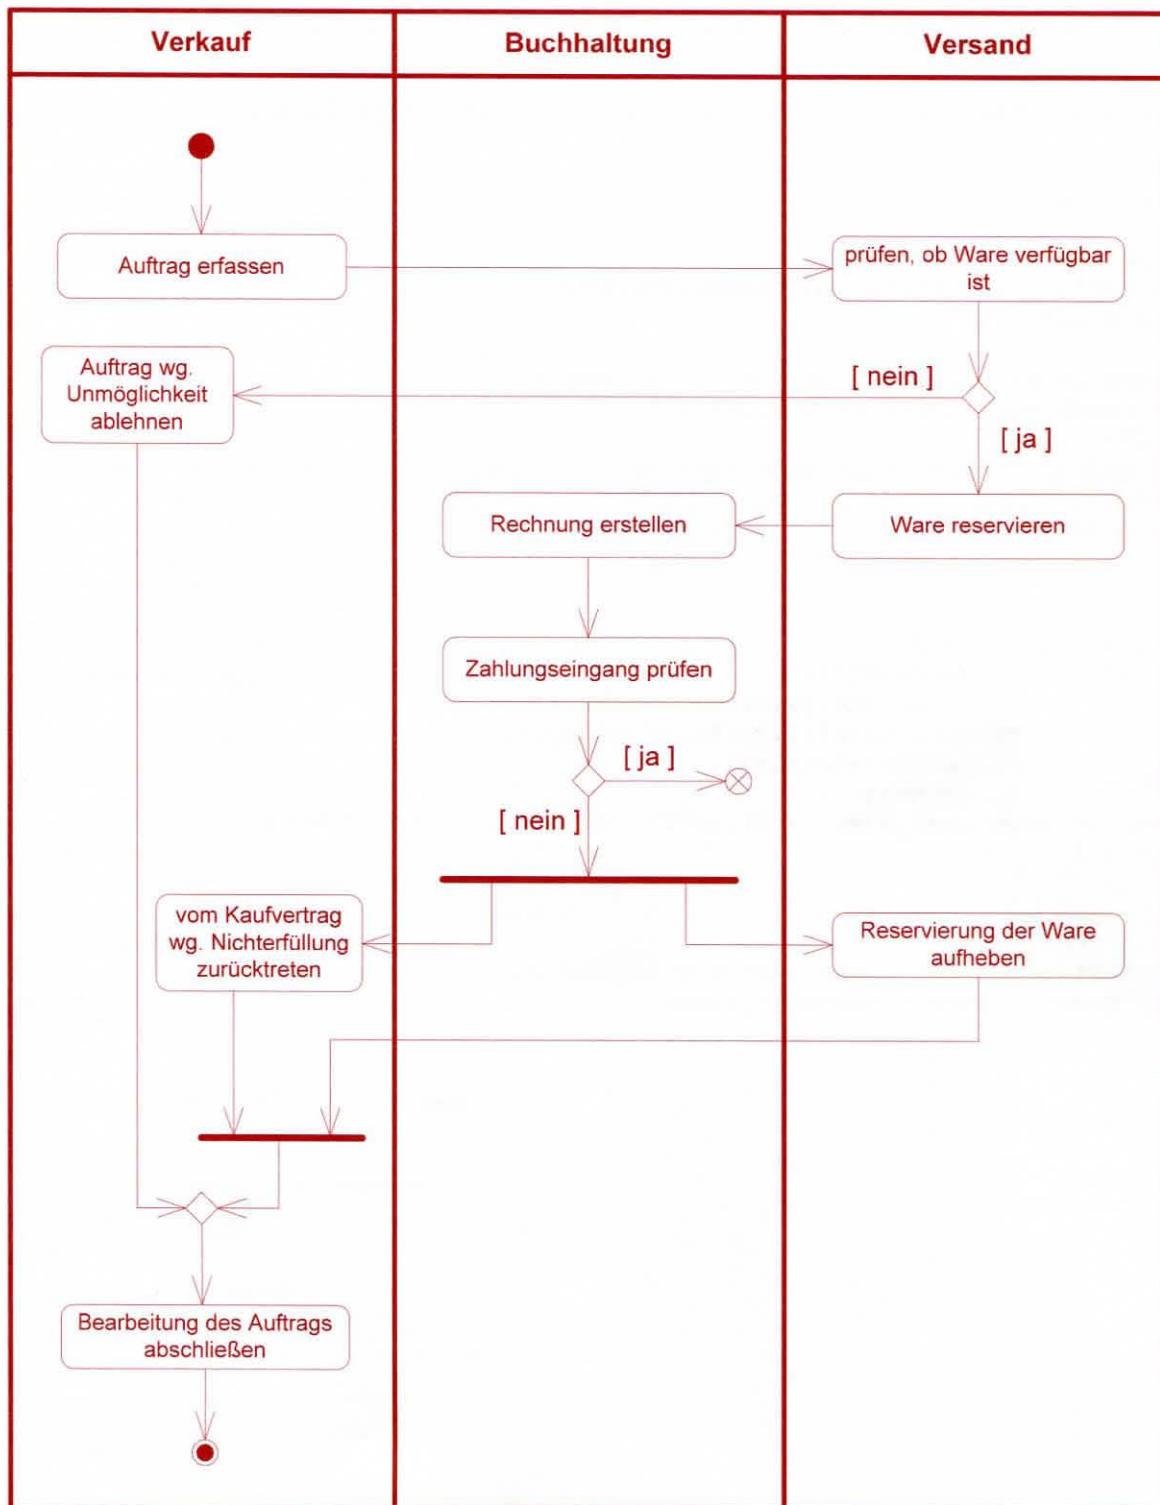 Verkauf
Buchhaltung
Versand
Auftrag erfassen
prüfen, ob Ware verfügbar
ist
Auftrag wg.
Unmöglichkeit
ablehnen
[ nein ]
[ ja ]
Rechnung erstellen
Ware reservieren
Zahlungseingang prüfen
[ ja ]
[ nein ]
vom Kaufvertrag
wg. Nichterfüllung
zurücktreten
Reservierung der Ware
aufheben
Bearbeitung des Auftrags
abschließen